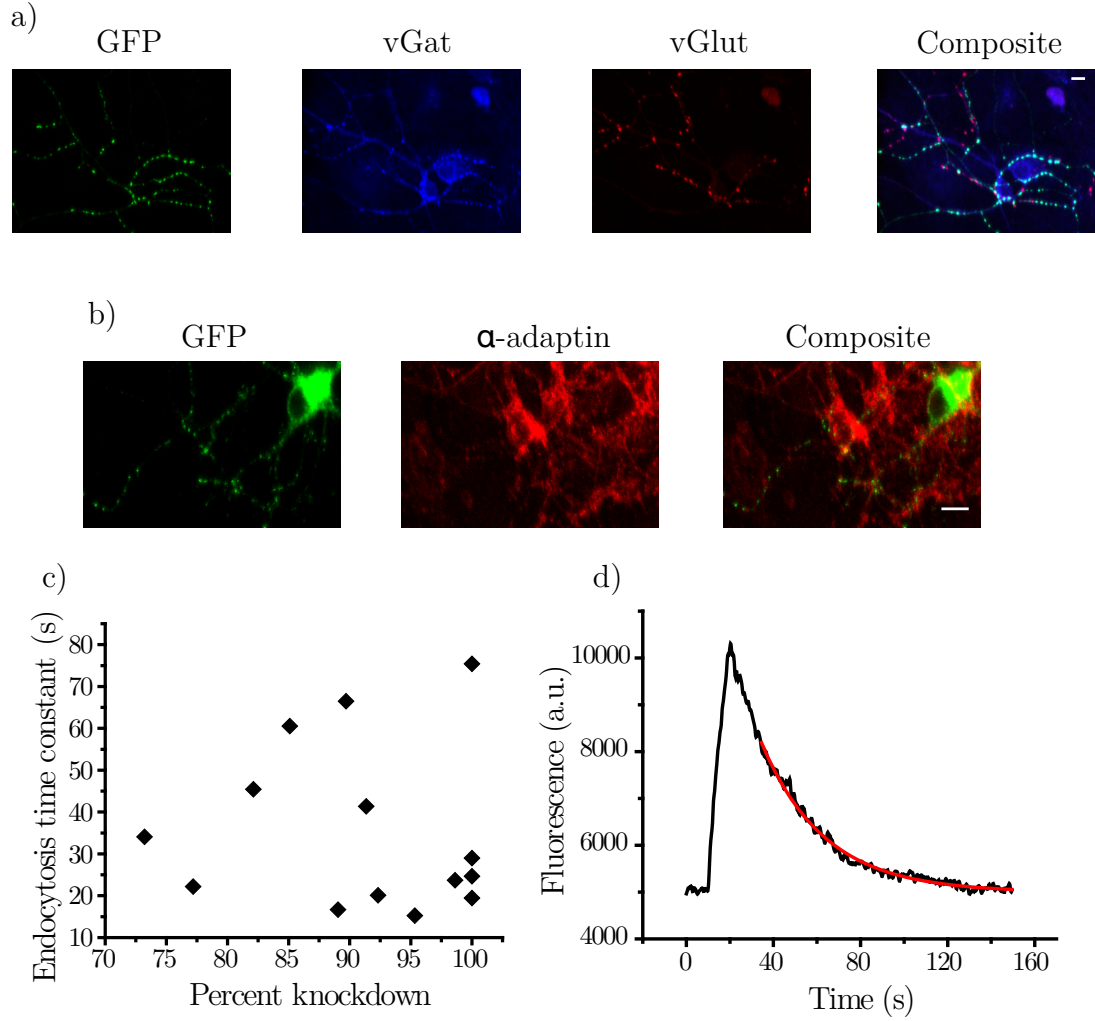 a)
GFP vGat vGlut Composite
b)
GFP α-adaptin Composite
c)
Endocytosis time constant (s)
80
70
60
50
40
30
20
10
70 75 80 85 90 95 100
Percent knockdown
d)
Fluorescence (a.u.)
10000
8000
6000
4000
0 40 80 120 160
Time (s)